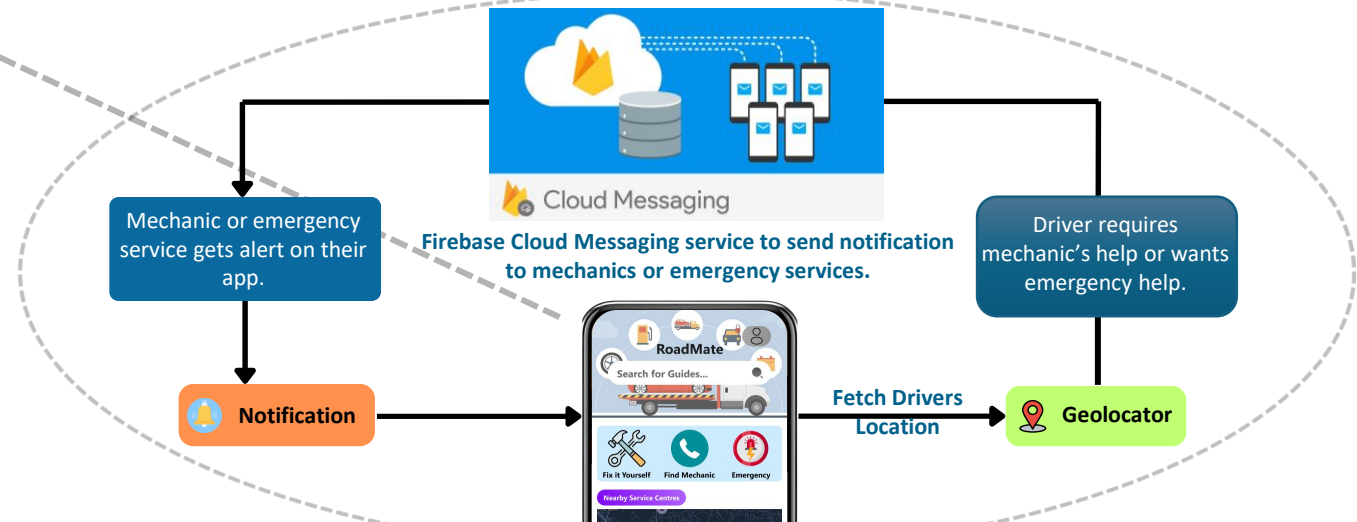 Cloud Messaging
Firebase Cloud Messaging service to send notification
to mechanics or emergency services.
Mechanic or emergency
service gets alert on their
app.
Driver requires
mechanic's help or wants
emergency help.
RoadMate
Search for Guides...
Notification
Fetch Drivers
Location
Geolocator
Fix it Yourself
Find Mechanic
Emergency
Nearby Service Centres